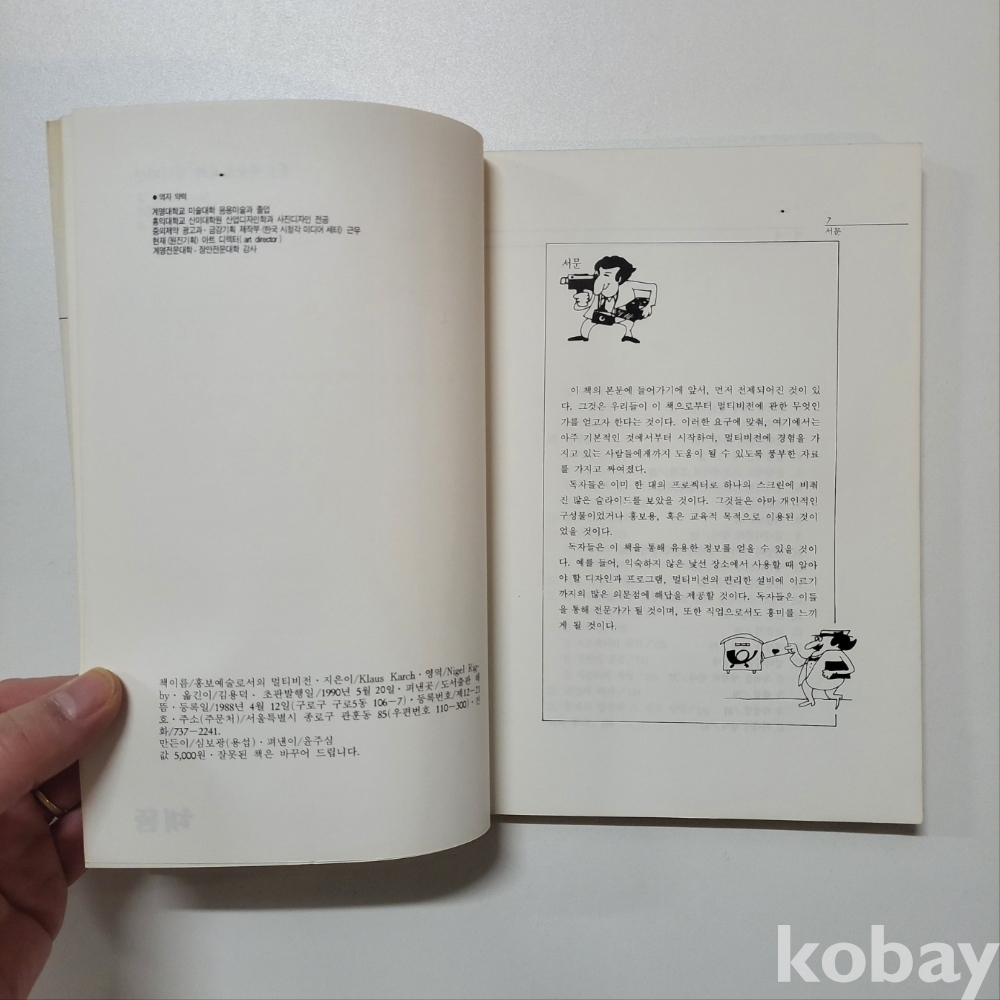 ● 역자 약력
계명대학교 미술대학 응용미술과 졸업
홍익대학교 산미대학원 산업디자인학과 사진디자인 전공
중외제약 광고과·금강기획 제작부 (한국 시청각 미디어 센터) 근무
현재 (원진기획) 아트 디렉터( art director )
계명전문대학·장안전문대학 강사
책이름/홍보예술로서의 멀티비전·지은이/Klaus Karch·영역/Nigel Rig-
by·옮긴이/김용덕·초판발행일/1990년 5월 20일·펴낸곳/도서출판 해
뜸·등록일/1988년 4월 12일(구로구 구로5동 106-7)·등록번호/제12-21
호·주소(주문처)/서울특별시 종로구 관훈동 85(우편번호 110-300)·전
화/737-2241.
만든이/심보광(용섭)·펴낸이/윤주심
값 5,000원·잘못된 책은 바꾸어 드립니다.
7
서문
서문
이 책의 본문에 들어가기에 앞서, 먼저 전제되어진 것이 있
다. 그것은 우리들이 이 책으로부터 멀티비전에 관한 무엇인
가를 얻고자 한다는 것이다. 이러한 요구에 맞춰, 여기에서는
아주 기본적인 것에서부터 시작하여, 멀티비전에 경험을 가
지고 있는 사람들에게까지 도움이 될 수 있도록 풍부한 자료
를 가지고 짜여졌다.
독자들은 이미 한 대의 프로젝터로 하나의 스크린에 비춰
진 많은 슬라이드를 보았을 것이다. 그것들은 아마 개인적인
구성물이었거나 홍보용, 혹은 교육적 목적으로 이용된 것이
었을 것이다.
독자들은 이 책을 통해 유용한 정보를 얻을 수 있을 것이
다. 예를 들어, 익숙하지 않은 낯선 장소에서 사용할 때 알아
야 할 디자인과 프로그램, 멀티비전의 편리한 설비에 이르기
까지의 많은 의문점에 해답을 제공할 것이다. 독자들은 이들
을 통해 전문가가 될 것이며, 또한 직업으로서도 흥미를 느끼
게 될 것이다.
kobay